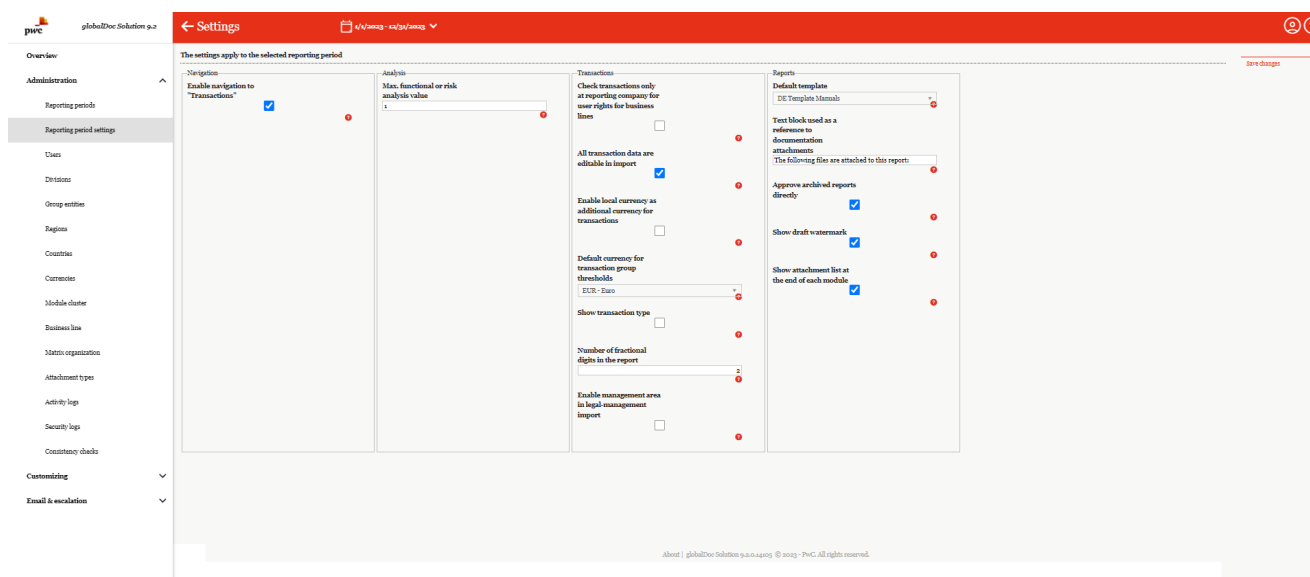 pwc
globalDoc Solution 9.2
← Settings
1/1/2023 - 12/31/2023
Overview
Administration
Reporting periods
Reporting period settings
Users
Divisions
Group entities
Regions
Countries
Currencies
Module cluster
Business line
Matrix organization
Attachment types
Activity logs
Security logs
Consistency checks
Customizing
Email & escalation
The settings apply to the selected reporting period
Save changes
Navigation
Enable navigation to
"Transactions"
Analysis
Max. functional or risk
analysis value
1
Transactions
Check transactions only
at reporting company for
user rights for business
lines
All transaction data are
editable in import
Enable local currency as
additional currency for
transactions
Default currency for
transaction group
thresholds
EUR - Euro
Show transaction type
Number of fractional
digits in the report
2
Enable management area
in legal-management
import
Reports
Default template
DE Template Manuals
Text block used as a
reference to
documentation
attachments
The following files are attached to this report:
Approve archived reports
directly
Show draft watermark
Show attachment list at
the end of each module
About | globalDoc Solution 9.2.0.14105 © 2023 - PwC. All rights reserved.